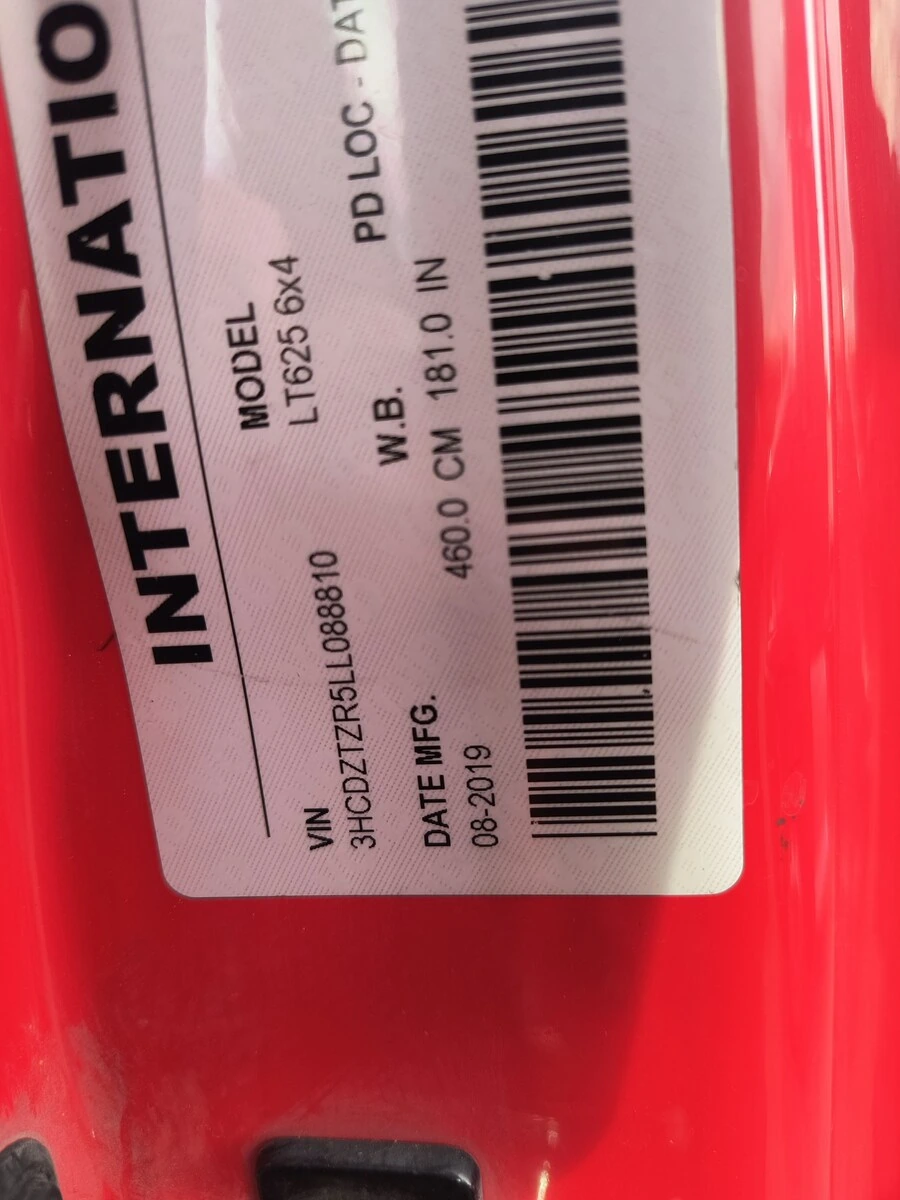 INTERNATIO
VIN
3HCDZTZR5LL088810
MODEL
LT625 6x4
DATE MFG.
08-2019
W.B.
460.0 CM 181.0 IN
PD LOC - DAT